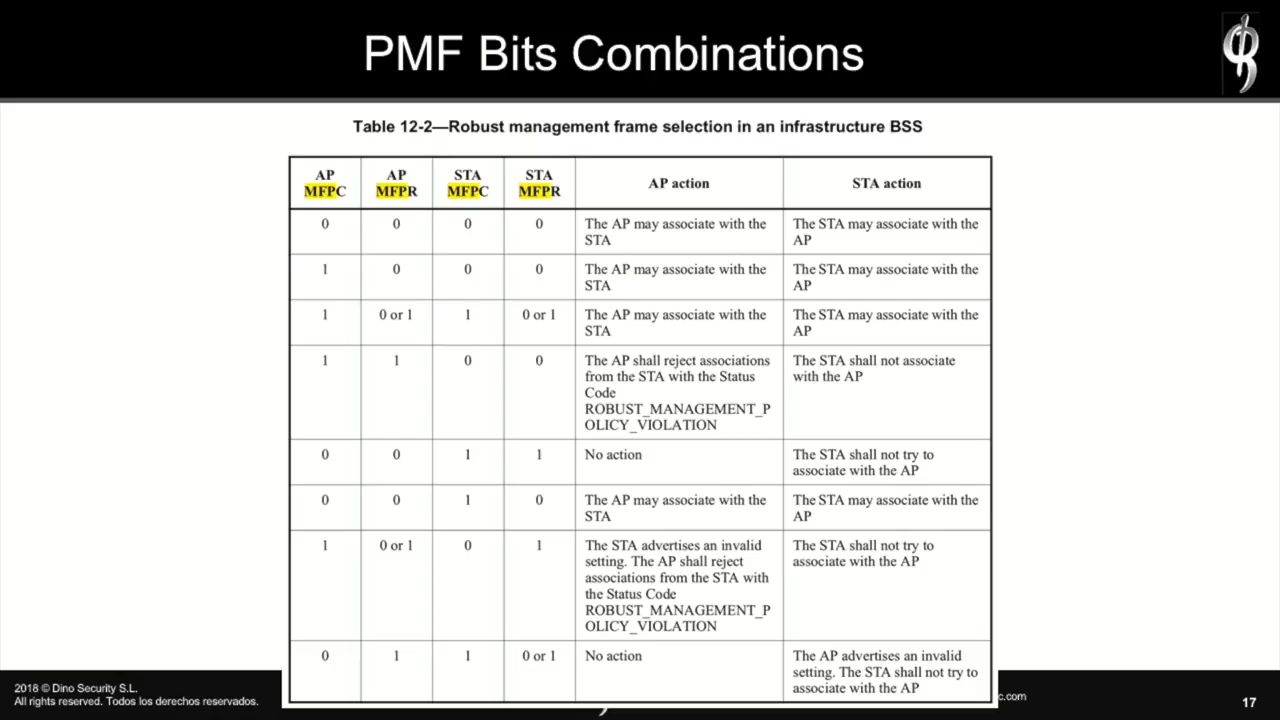 PMF Bits Combinations
Table 12-2—Robust management frame selection in an infrastructure BSS
AP MFPC AP MFPR STA MFPC STA MFPR AP action STA action
0 0 0 0 The AP may associate with the STA The STA may associate with the AP
1 0 0 0 The AP may associate with the STA The STA may associate with the AP
1 0 or 1 1 0 or 1 The AP may associate with the STA The STA may associate with the AP
1 1 0 0 The AP shall reject associations from the STA with the Status Code ROBUST_MANAGEMENT_POLICY_VIOLATION The STA shall not associate with the AP
0 0 1 1 No action The STA shall not try to associate with the AP
0 0 1 0 The AP may associate with the STA The STA may associate with the AP
1 0 or 1 0 1 The STA advertises an invalid setting. The AP shall reject associations from the STA with the Status Code ROBUST_MANAGEMENT_POLICY_VIOLATION The STA shall not try to associate with the AP
0 1 1 0 or 1 No action The AP advertises an invalid setting. The STA shall not try to associate with the AP
2018 © Dino Security S.L.
All rights reserved. Todos los derechos reservados.
c.com
17